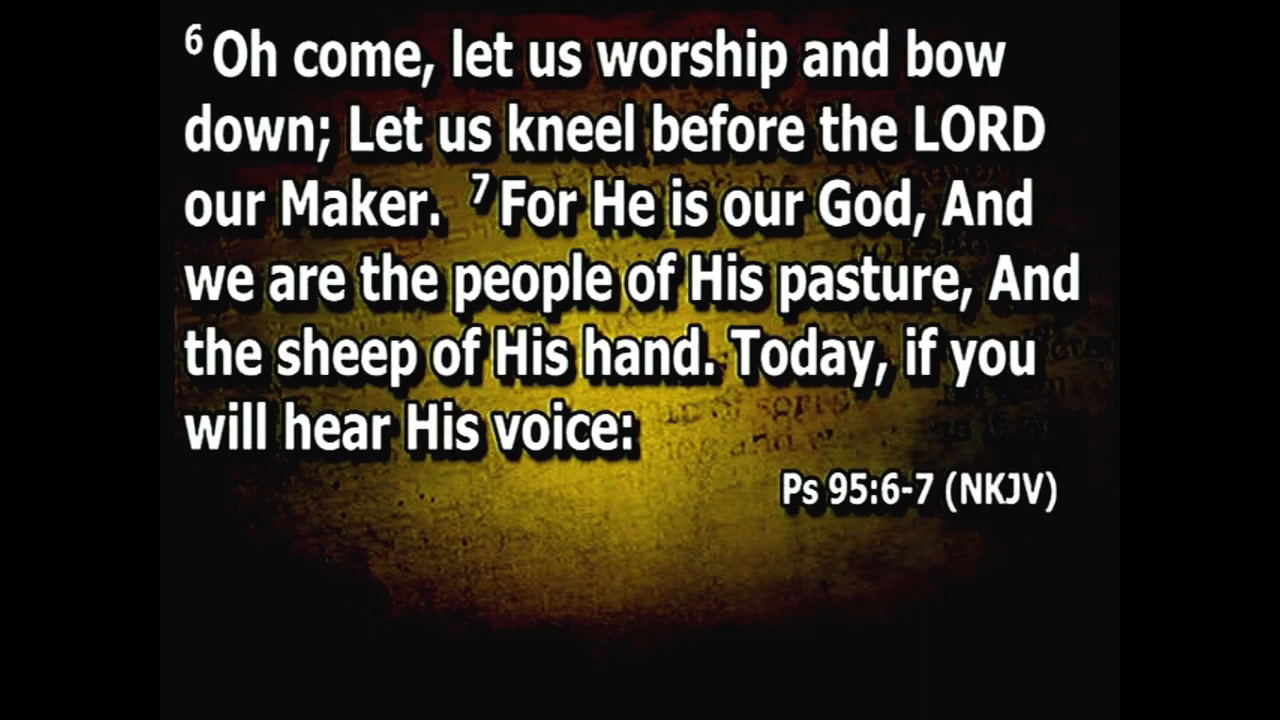 ⁶ Oh come, let us worship and bow
down; Let us kneel before the LORD
our Maker. ⁷ For He is our God, And
we are the people of His pasture, And
the sheep of His hand. Today, if you
will hear His voice:
Ps 95:6-7 (NKJV)